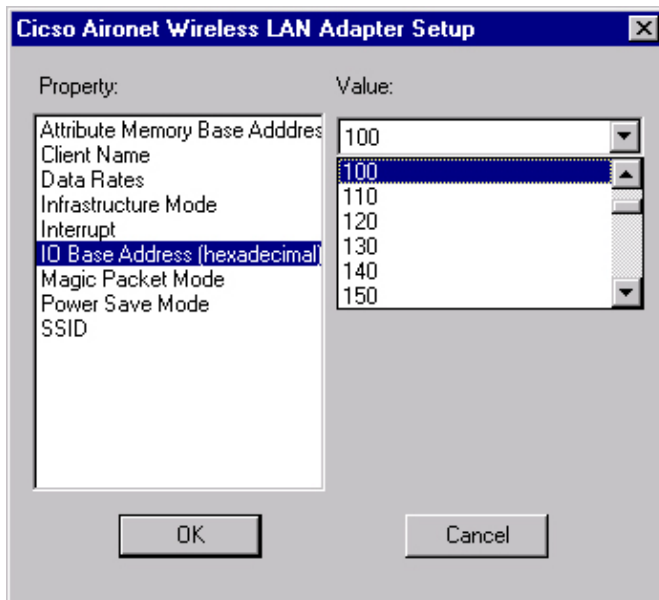 Cicso Aironet Wireless LAN Adapter Setup
Property:
Value:
Attribute Memory Base Adddres
Client Name
Data Rates
Infrastructure Mode
Interrupt
IO Base Address (hexadecimal)
Magic Packet Mode
Power Save Mode
SSID
100
100
110
120
130
140
150
OK
Cancel